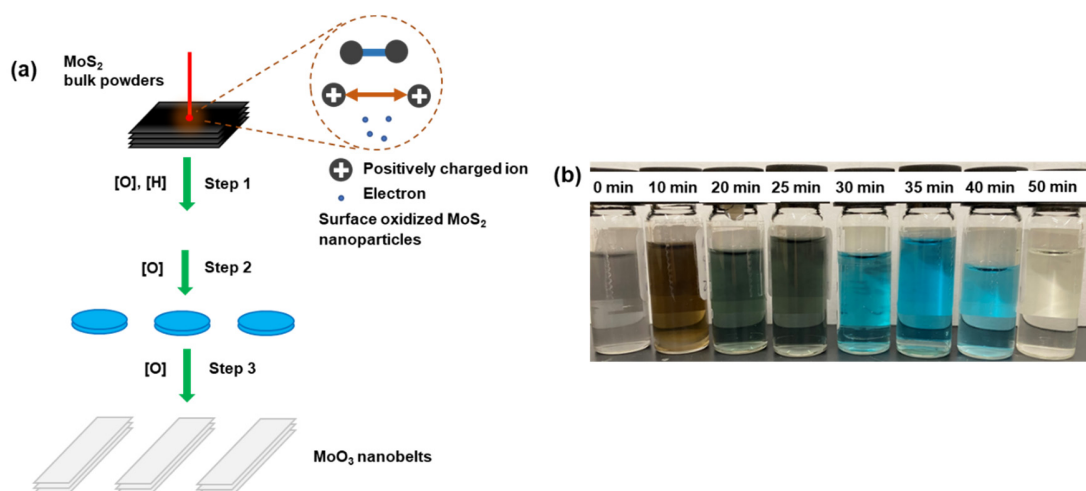 (a)
MoS2
bulk powders
[O], [H] Step 1
+ Positively charged ion
Electron
Surface oxidized MoS2
nanoparticles
[O] Step 2
[O] Step 3
MoO3 nanobelts
(b)
0 min 10 min 20 min 25 min 30 min 35 min 40 min 50 min